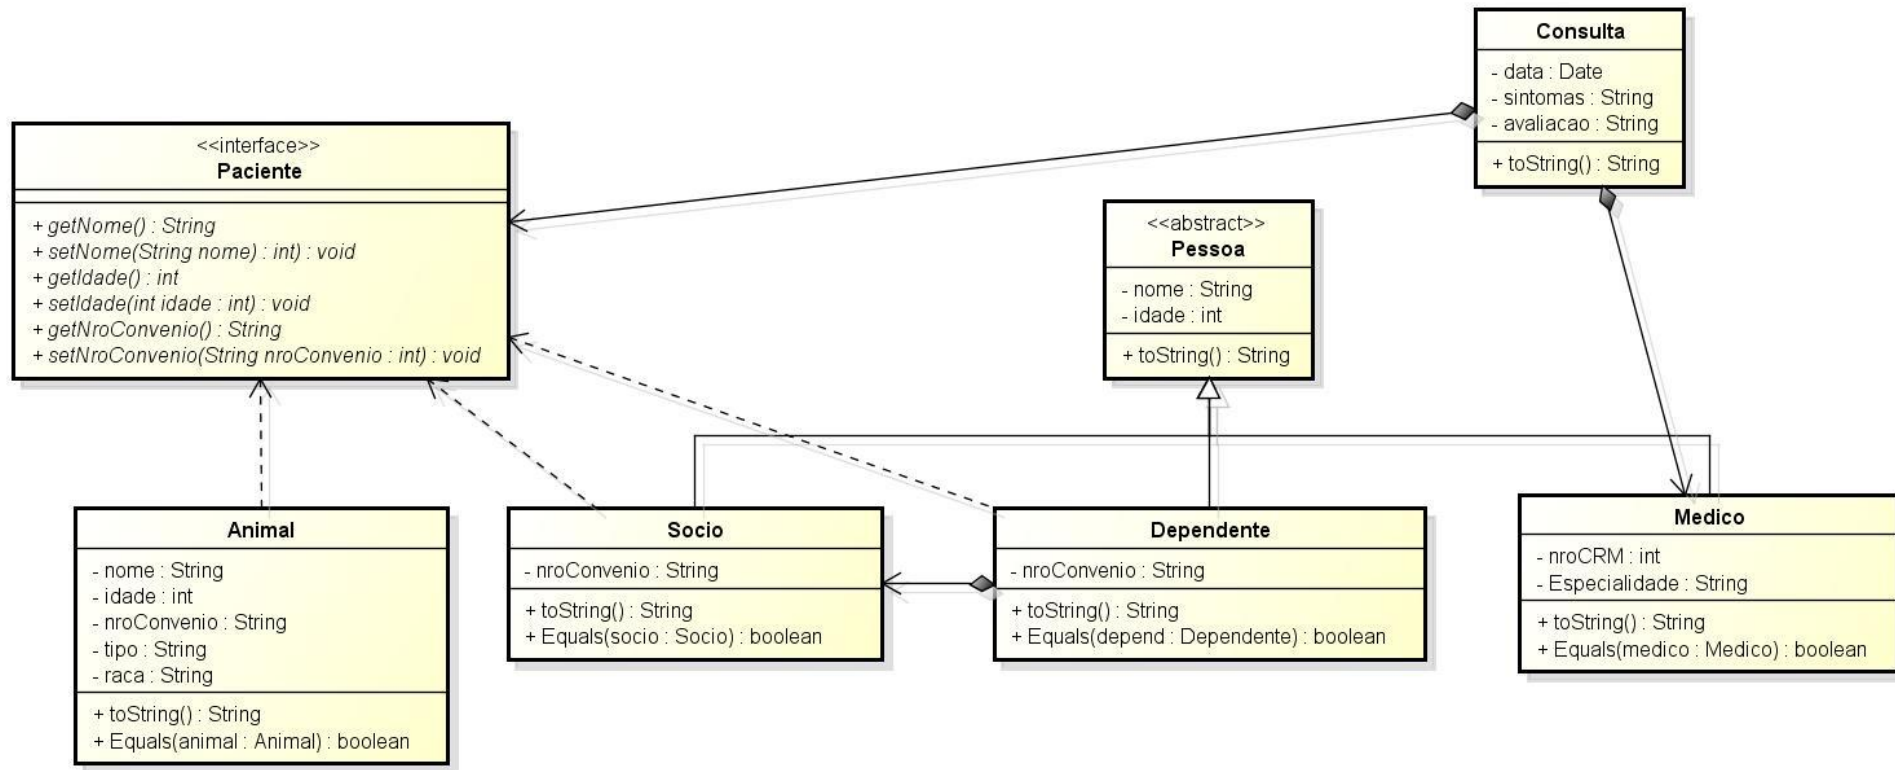 Consulta
- data : Date
- sintomas : String
- avaliacao : String
+ toString() : String
<<interface>>
Paciente
+ getNome() : String
+ setNome(String nome) : int) : void
+ getIdade() : int
+ setIdade(int idade : int) : void
+ getNroConvenio() : String
+ setNroConvenio(String nroConvenio : int) : void
<<abstract>>
Pessoa
- nome : String
- idade : int
+ toString() : String
Animal
- nome : String
- idade : int
- nroConvenio : String
- tipo : String
- raca : String
+ toString() : String
+ Equals(animal : Animal) : boolean
Socio
- nroConvenio : String
+ toString() : String
+ Equals(socio : Socio) : boolean
Dependente
- nroConvenio : String
+ toString() : String
+ Equals(depend : Dependente) : boolean
Medico
- nroCRM : int
- Especialidade : String
+ toString() : String
+ Equals(medico : Medico) : boolean